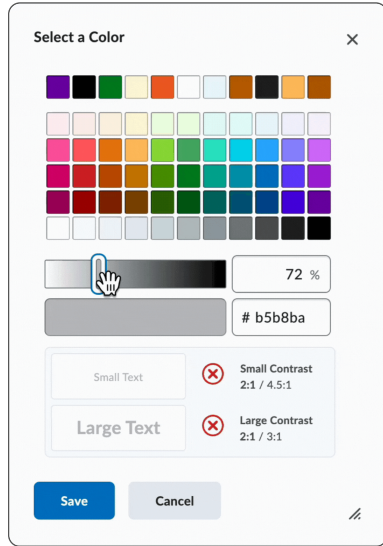 Select a Color
72 %
# b5b8ba
Small Text
Small Contrast
2:1 / 4.5:1
Large Text
Large Contrast
2:1 / 3:1
Save
Cancel